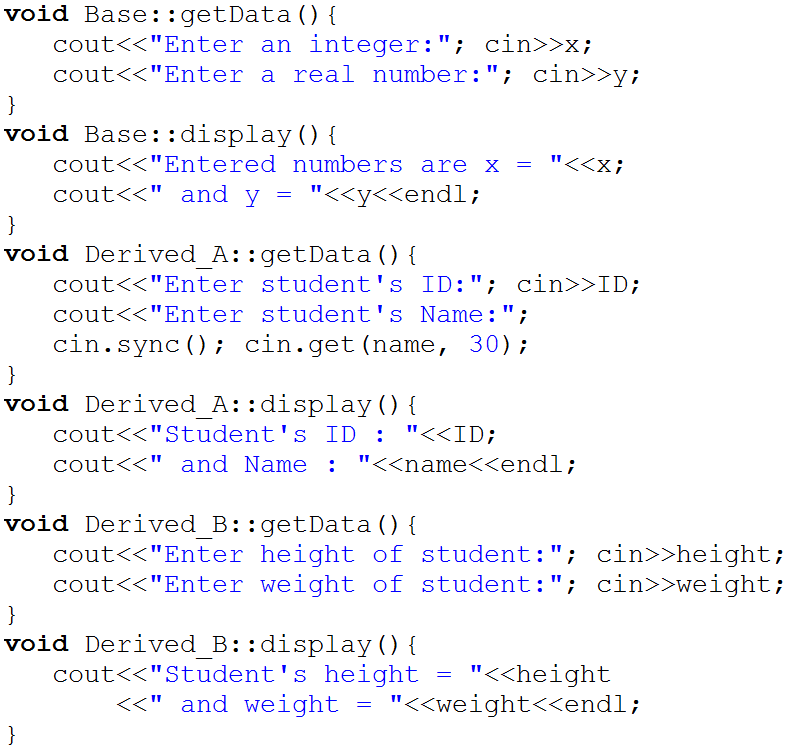 void Base::getData(){
   cout<<"Enter an integer:"; cin>>x;
   cout<<"Enter a real number:"; cin>>y;
}
void Base::display(){
   cout<<"Entered numbers are x = "<<x;
   cout<<" and y = "<<y<<endl;
}
void Derived_A::getData(){
   cout<<"Enter student's ID:"; cin>>ID;
   cout<<"Enter student's Name:";
   cin.sync(); cin.get(name, 30);
}
void Derived_A::display(){
   cout<<"Student's ID : "<<ID;
   cout<<" and Name : "<<name<<endl;
}
void Derived_B::getData(){
   cout<<"Enter height of student:"; cin>>height;
   cout<<"Enter weight of student:"; cin>>weight;
}
void Derived_B::display(){
   cout<<"Student's height = "<<height
       <<" and weight = "<<weight<<endl;
}